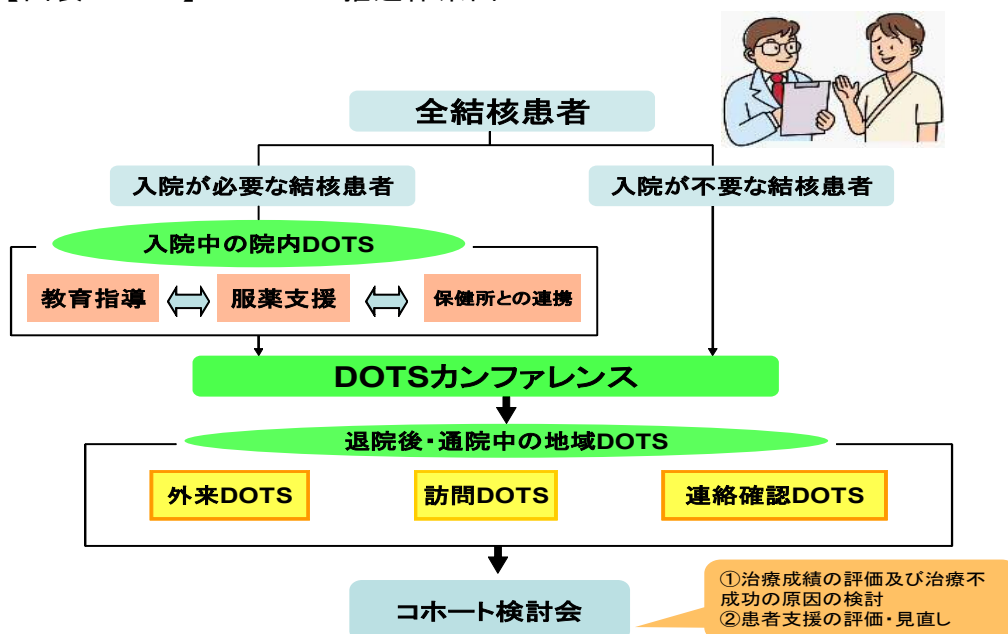 全結核患者
入院が必要な結核患者
入院が不要な結核患者
入院中の院内DOTS
教育指導
服薬支援
保健所との連携
DOTSカンファレンス
退院後・通院中の地域DOTS
外来DOTS
訪問DOTS
連絡確認DOTS
コホート検討会
①治療成績の評価及び治療不
成功の原因の検討
②患者支援の評価・見直し